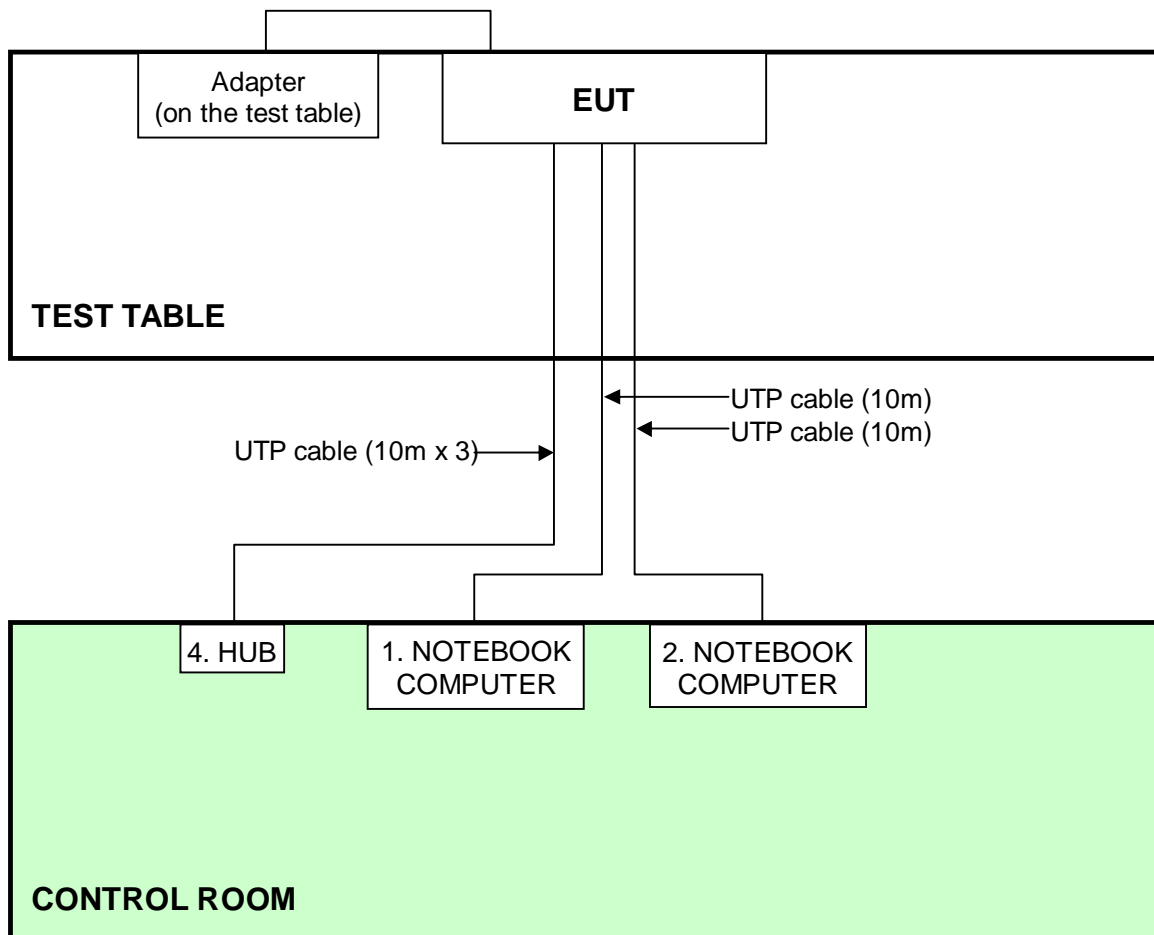 Adapter
(on the test table)
EUT
TEST TABLE
UTP cable (10m)
UTP cable (10m)
UTP cable (10m x 3)
4. HUB
1. NOTEBOOK
COMPUTER
2. NOTEBOOK
COMPUTER
CONTROL ROOM